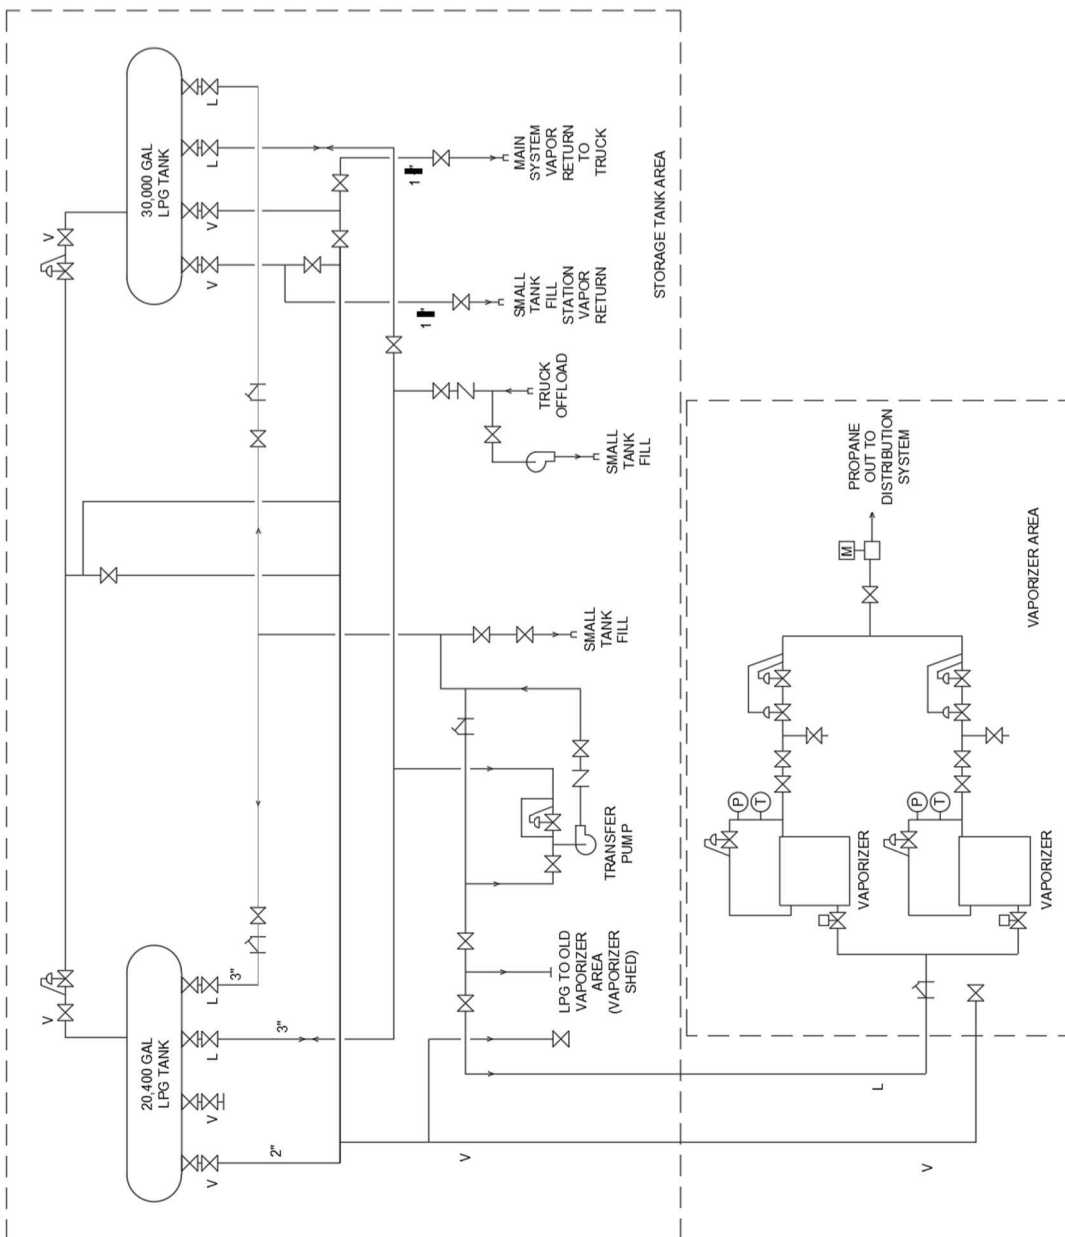 30,000 GAL
LPG TANK
L
L
V
V
V
MAIN
SYSTEM
VAPOR
RETURN
TO
TRUCK
1"
SMALL
TANK
FILL
STATION
VAPOR
RETURN
1"
STORAGE TANK AREA
TRUCK
OFFLOAD
SMALL
TANK
FILL
SMALL
TANK
FILL
TRANSFER
PUMP
LPG TO OLD
VAPORIZER
AREA
(VAPORIZER
SHED)
20,400 GAL
LPG TANK
V
L
3"
L
3"
V
V
2"
V
L
V
PROPANE
OUT TO
DISTRIBUTION
SYSTEM
M
VAPORIZER AREA
P
T
VAPORIZER
P
T
VAPORIZER